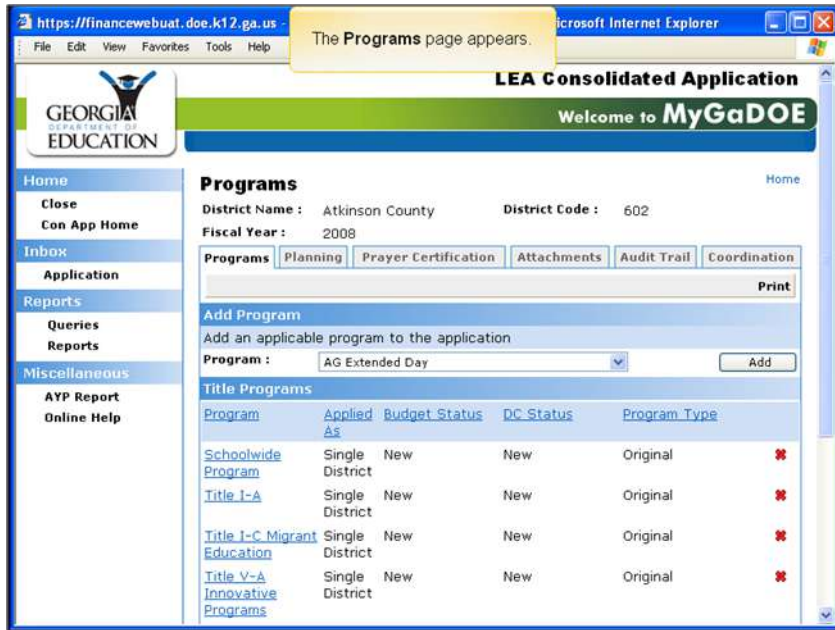 https://financewebuat.doe.k12.ga.us - icrosoft Internet Explorer
The Programs page appears.
File Edit View Favorites Tools Help
LEA Consolidated Application
GEORGIA
DEPARTMENT OF
EDUCATION
Welcome to MyGaDOE
Home
Close
Con App Home
Inbox
Application
Reports
Queries
Reports
Miscellaneous
AYP Report
Online Help
Programs
Home
District Name : Atkinson County District Code : 602
Fiscal Year : 2008
Programs Planning Prayer Certification Attachments Audit Trail Coordination
Print
Add Program
Add an applicable program to the application
Program : AG Extended Day Add
Title Programs
Program Applied Budget Status DC Status Program Type
As
Schoolwide Single New New Original
Program District
Title I-A Single New New Original
District
Title I-C Migrant Single New New Original
Education District
Title V-A Single New New Original
Innovative District
Programs